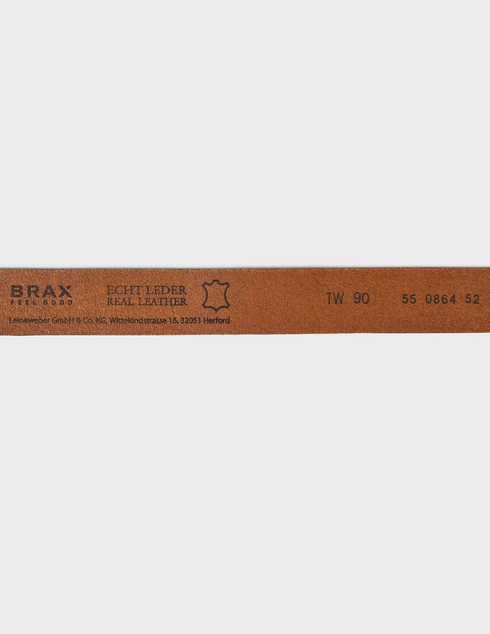 BRAX
FEEL GOOD
ECHT LEDER
REAL LEATHER
Leineweber GmbH & Co. KG, Wittekindstrasse 16, 32051 Herford
TW 90
55 0864 52